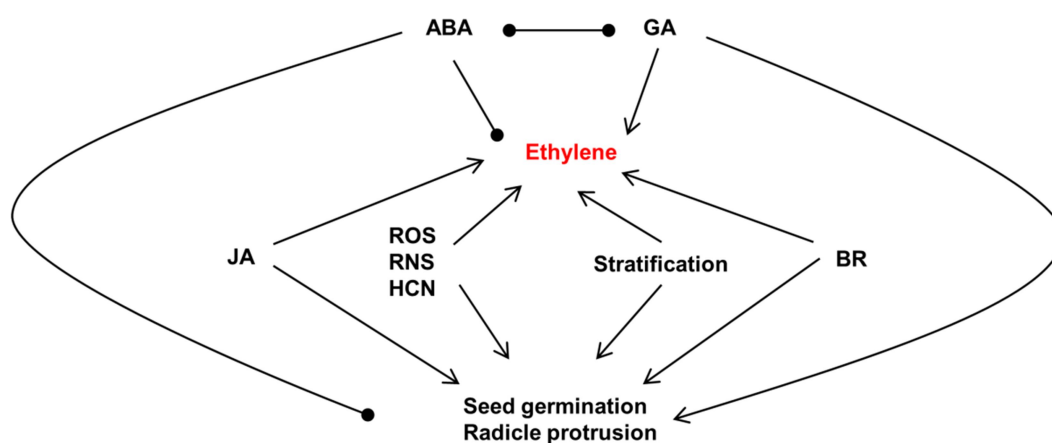 ABA
GA
Ethylene
JA
ROS
RNS
HCN
Stratification
BR
Seed germination
Radicle protrusion